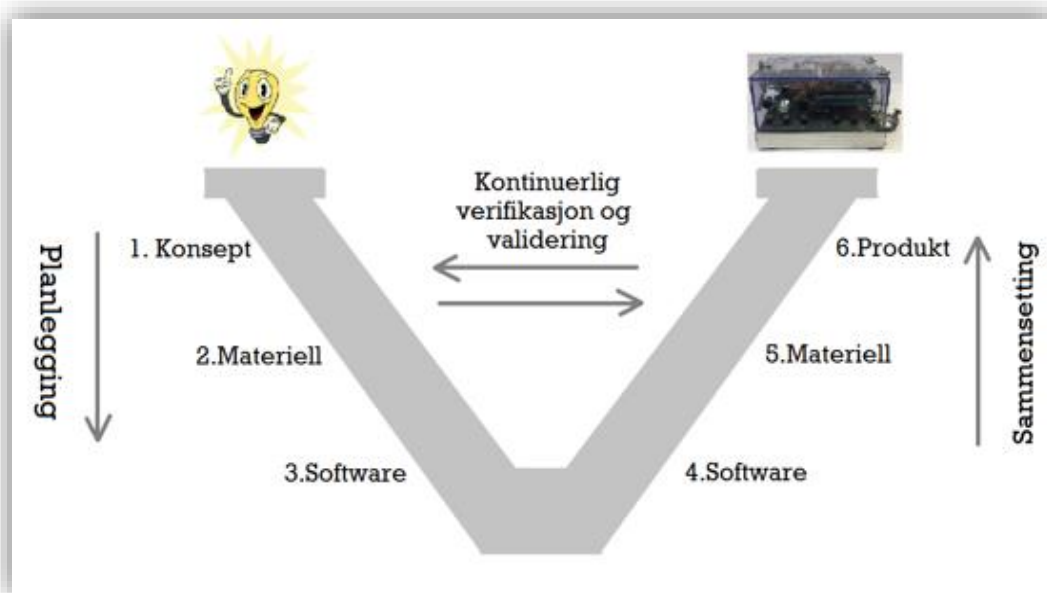 Kontinuerlig
verifikasjon og
validering
Planlegging
1. Konsept
2.Materiell
3.Software
4.Software
5.Materiell
6.Produkt
Sammensetting